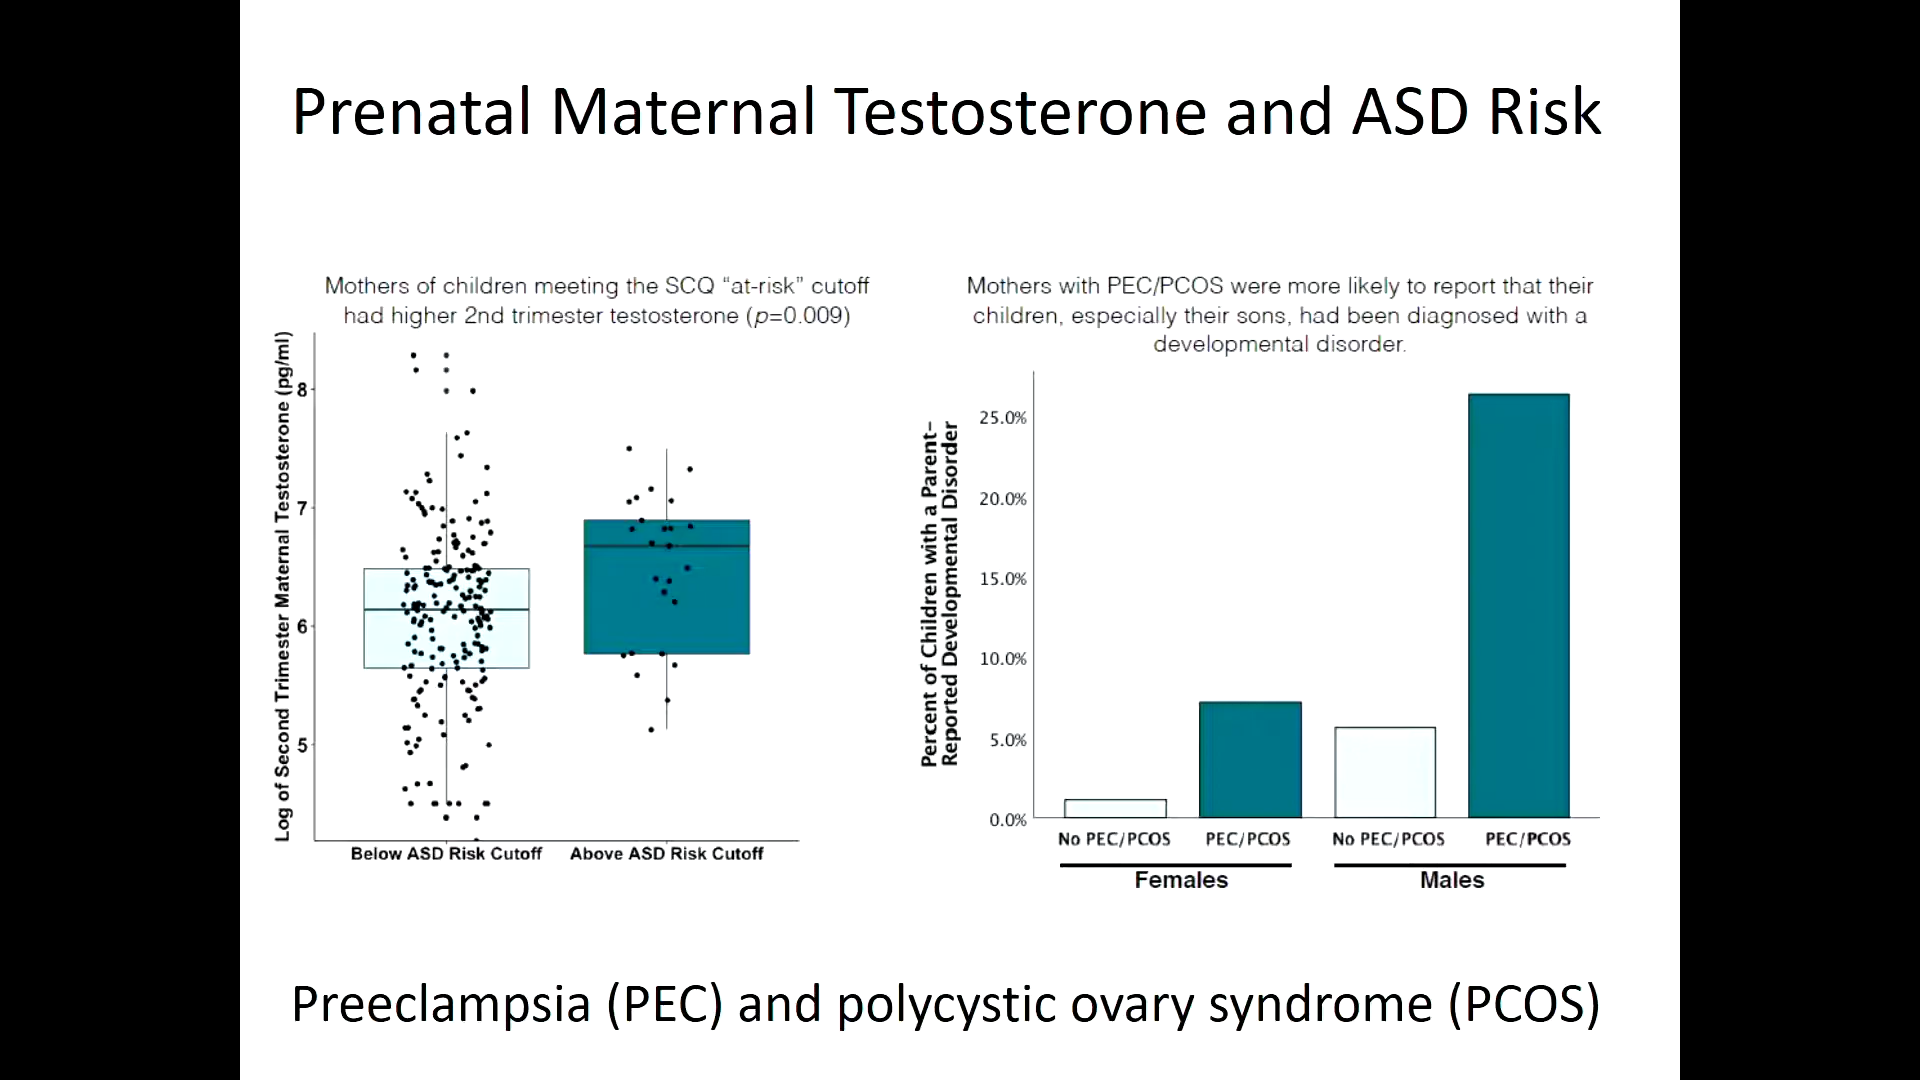 Prenatal Maternal Testosterone and ASD Risk
Mothers of children meeting the SCQ “at-risk” cutoff
had higher 2nd trimester testosterone (p=0.009)
Log of Second Trimester Maternal Testosterone (pg/ml)
8
7
6
5
Below ASD Risk Cutoff
Above ASD Risk Cutoff
Mothers with PEC/PCOS were more likely to report that their
children, especially their sons, had been diagnosed with a
developmental disorder.
Percent of Children with a Parent–
Reported Developmental Disorder
25.0%
20.0%
15.0%
10.0%
5.0%
0.0%
No PEC/PCOS
PEC/PCOS
No PEC/PCOS
PEC/PCOS
Females
Males
Preeclampsia (PEC) and polycystic ovary syndrome (PCOS)